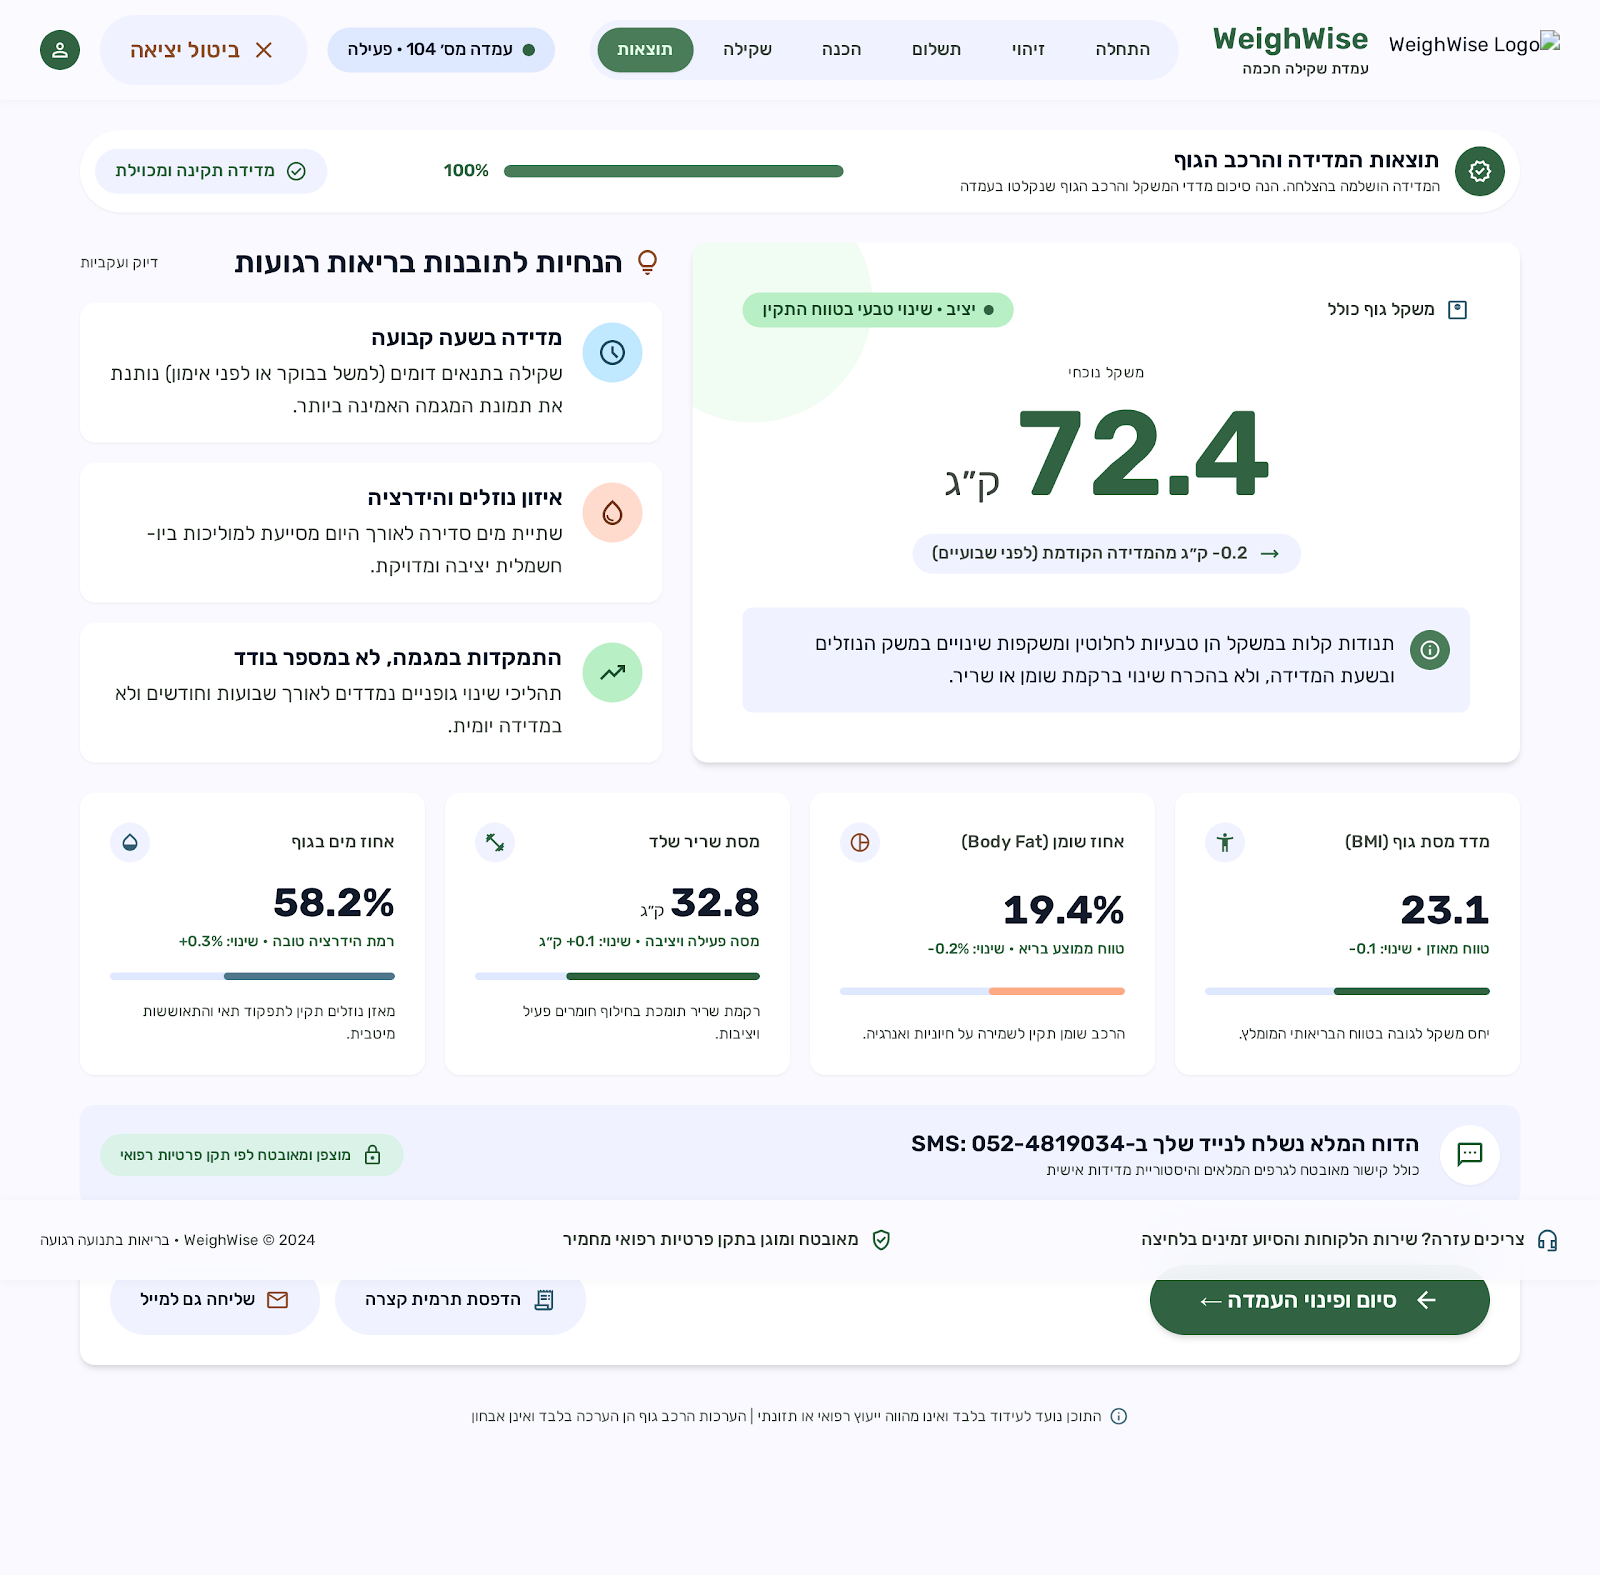 WeighWise Logo
WeighWise
עמדת שקילה חכמה
התחלה
זיהוי
תשלום
הכנה
שקילה
תוצאות
עמדה מס׳ 104 • פעילה
ביטול יציאה
תוצאות המדידה והרכב הגוף
המדידה הושלמה בהצלחה. הנה סיכום מדדי המשקל והרכב הגוף שנקלטו בעמדה
100%
מדידה תקינה ומכוילת
משקל גוף כולל
יציב • שינוי טבעי בטווח התקין
משקל נוכחי
72.4 ק״ג
-0.2 ק״ג מהמדידה הקודמת (לפני שבועיים)
תנודות קלות במשקל הן טבעיות לחלוטין ומשקפות שינויים במשק הנוזלים
ובשעת המדידה, ולא בהכרח שינוי ברקמת שומן או שריר.
הנחיות לתובנות בריאות רגועות
דיוק ועקביות
מדידה בשעה קבועה
שקילה בתנאים דומים (למשל בבוקר או לפני אימון) נותנת
את תמונת המגמה האמינה ביותר.
איזון נוזלים והידרציה
שתיית מים סדירה לאורך היום מסייעת למוליכות ביו-
חשמלית יציבה ומדויקת.
התמקדות במגמה, לא במספר בודד
תהליכי שינוי גופניים נמדדים לאורך שבועות וחודשים ולא
במדידה יומית.
מדד מסת גוף (BMI)
23.1
טווח מאוזן • שינוי: 0.1-
יחס משקל לגובה בטווח הבריאותי המומלץ.
אחוז שומן (Body Fat)
19.4%
טווח ממוצע בריא • שינוי: 0.2%-
הרכב שומן תקין לשמירה על חיוניות ואנרגיה.
מסת שריר שלד
32.8 ק״ג
מסה פעילה ויציבה • שינוי: 0.1+ ק״ג
רקמת שריר תומכת בחילוף חומרים פעיל
ויציבות.
אחוז מים בגוף
58.2%
רמת הידרציה טובה • שינוי: 0.3%+
מאזן נוזלים תקין לתפקוד תאי והתאוששות
מיטבית.
הדוח המלא נשלח לנייד שלך ב-SMS: 052-4819034
כולל קישור מאובטח לגרפים המלאים והיסטוריית מדידות אישית
מוצפן ומאובטח לפי תקן פרטיות רפואי
צריכים עזרה? שירות הלקוחות והסיוע זמינים בלחיצה
מאובטח ומוגן בתקן פרטיות רפואי מחמיר
WeighWise © 2024 • בריאות בתנועה רגועה
סיום ופינוי העמדה ←
הדפסת תרמית קצרה
שליחה גם למייל
התוכן נועד לעידוד בלבד ואינו מהווה ייעוץ רפואי או תזונתי | הערכות הרכב גוף הן הערכה בלבד ואינן אבחון